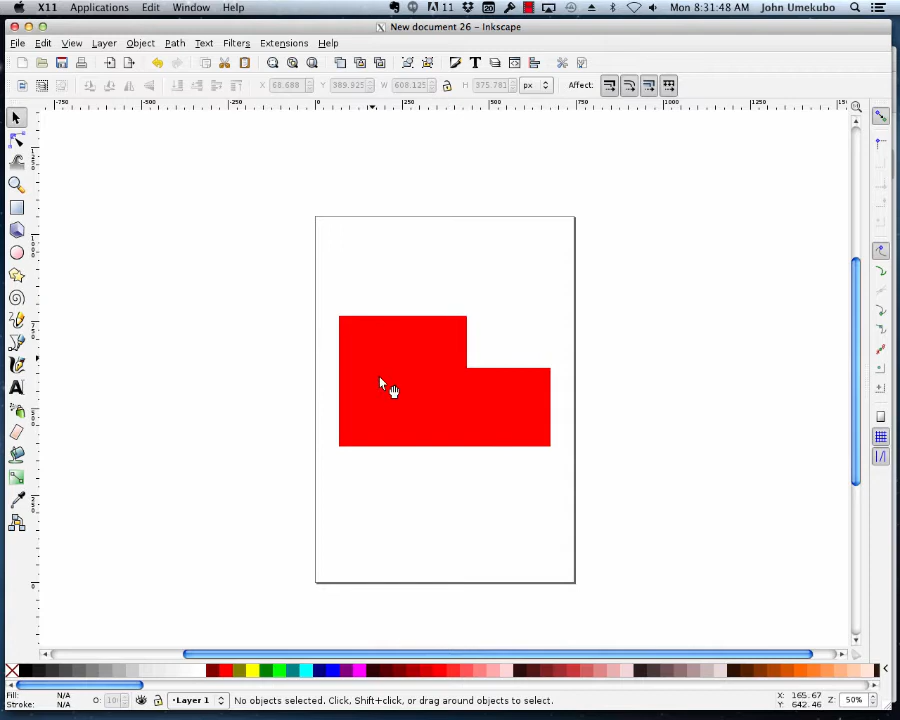 X11 Applications Edit Window Help 11 20 Mon 8:31:48 AM John Umekubo
New document 26 – Inkscape
File Edit View Layer Object Path Text Filters Extensions Help
X 68.688 Y 389.925 W 608.125 H 375.781 px Affect:
-750 -500 -250 0 250 500 750 1000 1250
No objects selected. Click, Shift+click, or drag around objects to select.
Fill: N/A O: Layer 1 X: 165.67 Z: 50%
Stroke: N/A Y: 642.46